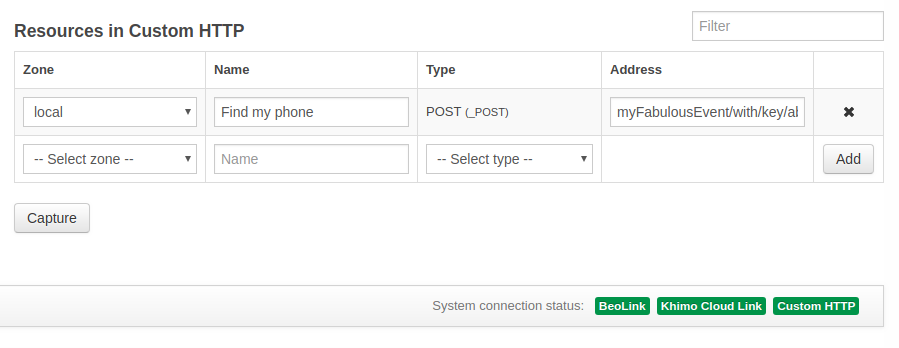 Resources in Custom HTTP
Filter
Zone Name Type Address
local Find my phone POST (_POST) myFabulousEvent/with/key/al
-- Select zone -- Name -- Select type -- Add
Capture
System connection status: BeoLink Khimo Cloud Link Custom HTTP